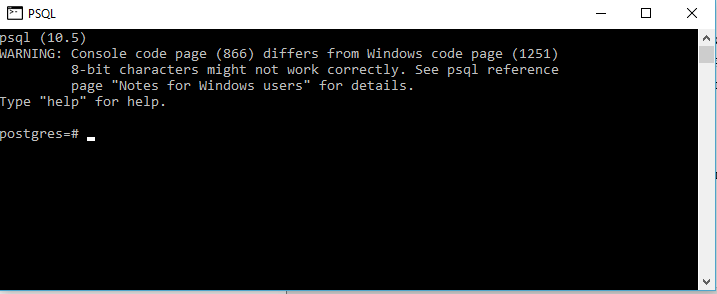 PSQL
psql (10.5)
WARNING: Console code page (866) differs from Windows code page (1251)
         8-bit characters might not work correctly. See psql reference
         page "Notes for Windows users" for details.
Type "help" for help.
postgres=#